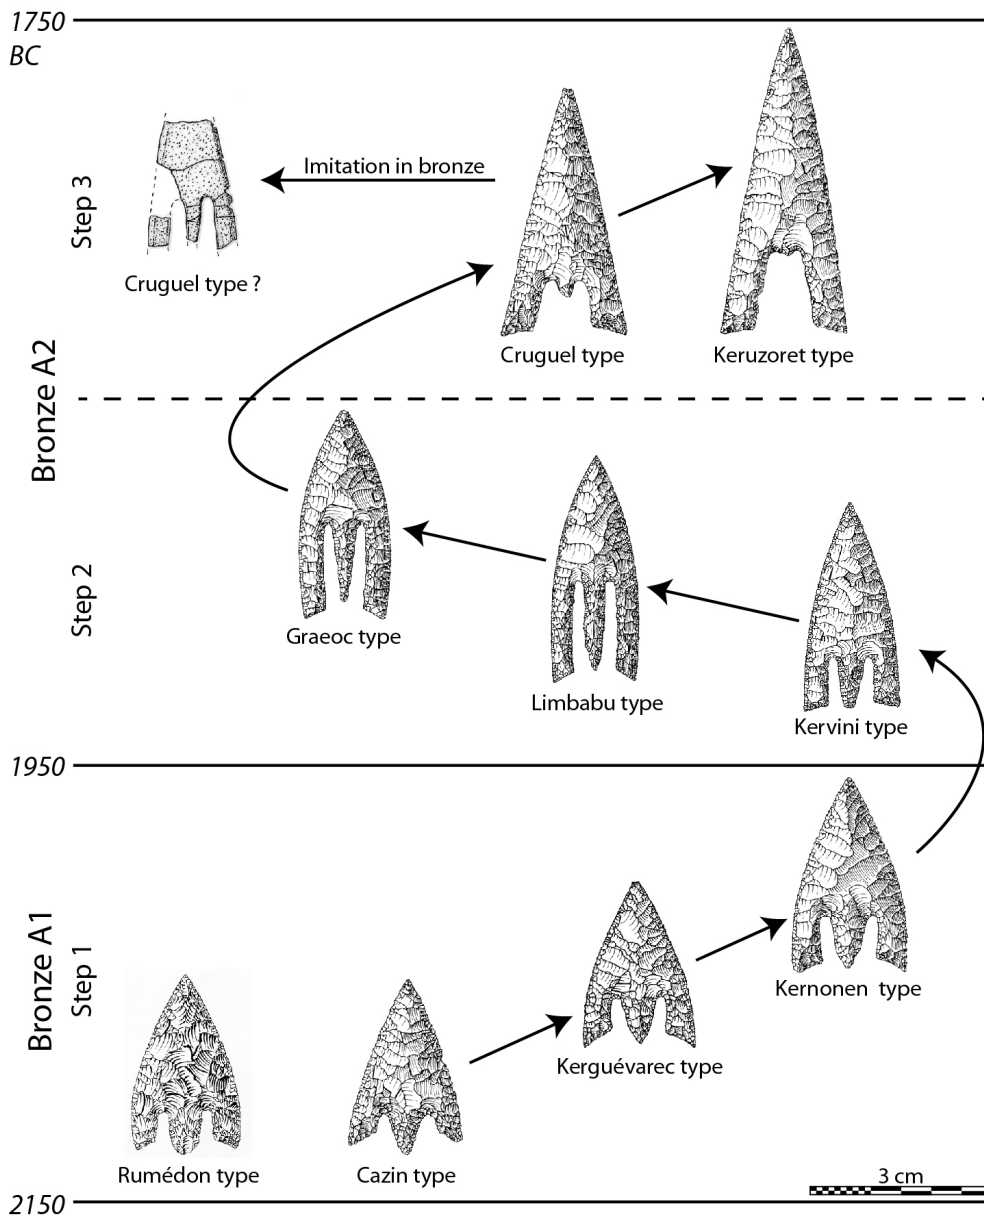 1750
BC
Imitation in bronze
Step 3
Cruguel type ?
Cruguel type
Keruzoret type
Bronze A2
Step 2
Graeoc type
Limbabu type
Kervini type
1950
Bronze A1
Step 1
Kernonen type
Kerguévarec type
Rumédon type
Cazin type
3 cm
2150